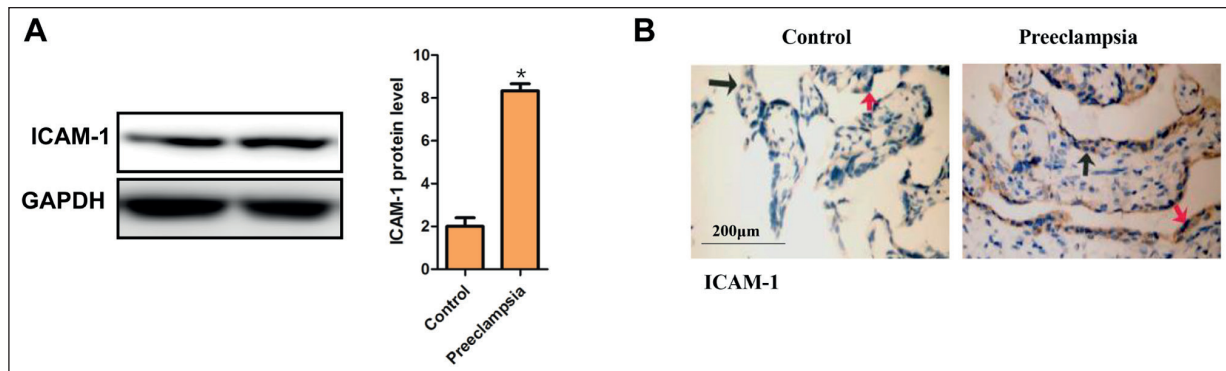 A
ICAM-1
GAPDH
ICAM-1 protein level
10
8
6
4
2
0
*
Control
Preeclampsia
B
Control
Preeclampsia
200μm
ICAM-1